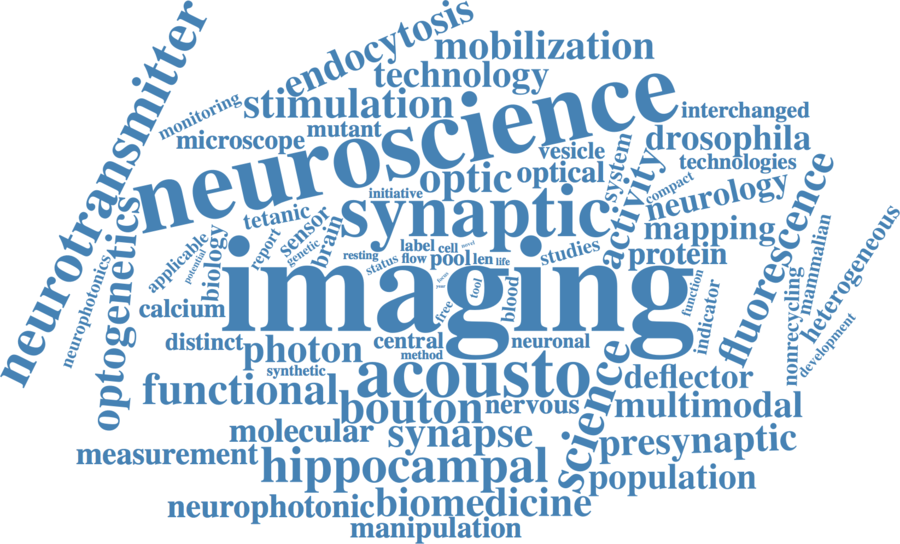 endocytosis
mobilization
neurotransmitter
technology
monitoring
stimulation
neuroscience
interchanged
microscope
mutant
drosophila
vesicle
system
technologies
optic
optical
compact
initiative
activity
neurology
fluorescence
tetanic
sensor
synaptic
mapping
optogenetics
applicable
biology
report
genetic
brain
label
cell
novel
studies
protein
mammalian
heterogeneous
neurophotonics
potential
resting
status
flow
pool
len
life
imaging
focus
year
tool
free
blood
function
indicator
nonrecycling
development
calcium
distinct
photon
central
method
neuronal
synthetic
acousto
science
deflector
functional
bouton
nervous
multimodal
molecular
synapse
presynaptic
measurement
hippocampal
population
neurophotonic
biomedicine
manipulation